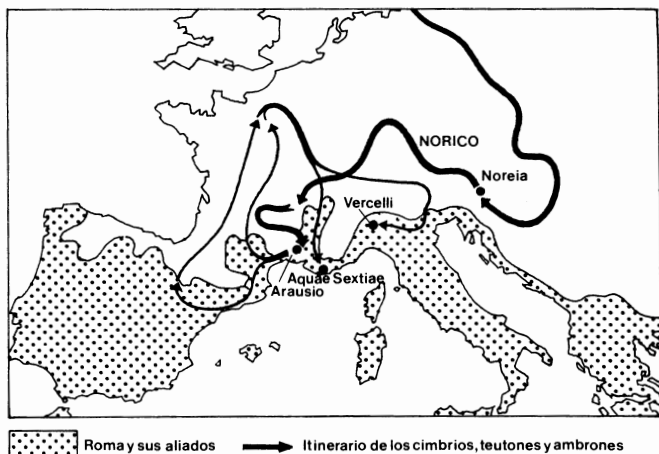 NORICO
Noreia
Vercelli
Aquae Sextiae
Arausio
Roma y sus aliados
Itinerario de los cimbrios, teutones y ambrones